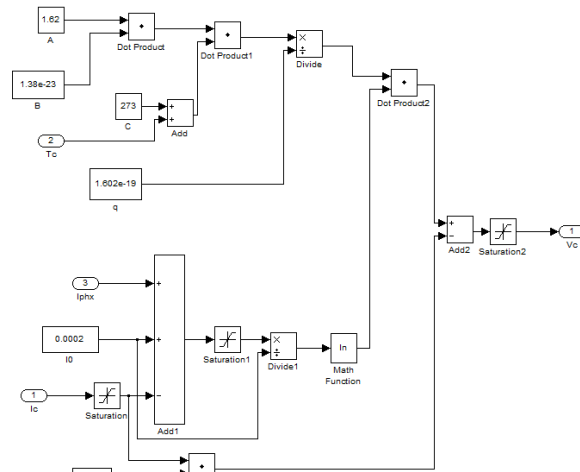 1.62
A
Dot Product
Dot Product1
×
÷
Divide
1.38e-23
B
273
C
+
+
Add
2
Tc
Dot Product2
1.602e-19
q
+
−
Add2
Saturation2
1
Vc
3
Iphx
+
0.0002
I0
+
Saturation1
×
÷
Divide1
ln
Math
Function
1
Ic
Saturation
−
Add1